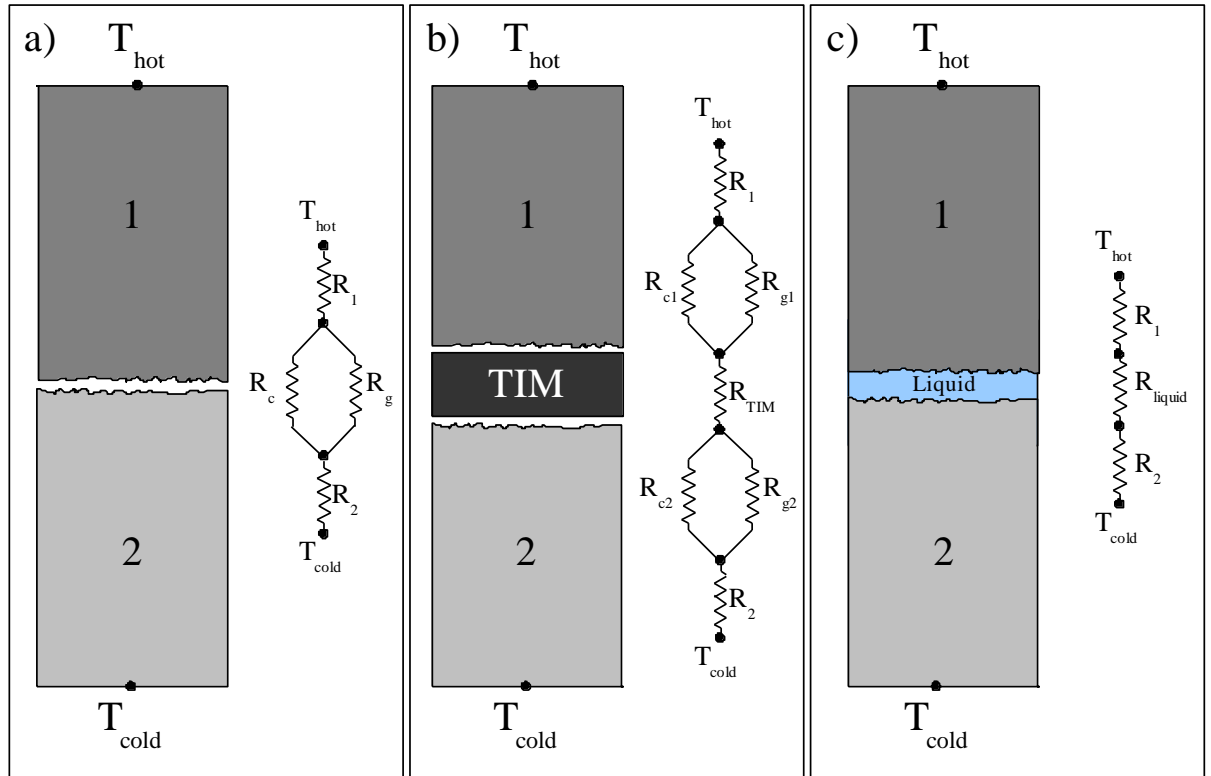 a)
T hot
1
2
T cold
T hot
R 1
R c
R g
R 2
T cold
b)
T hot
1
TIM
2
T cold
T hot
R 1
R c1
R g1
R TIM
R c2
R g2
R 2
T cold
c)
T hot
1
Liquid
2
T cold
T hot
R 1
R liquid
R 2
T cold